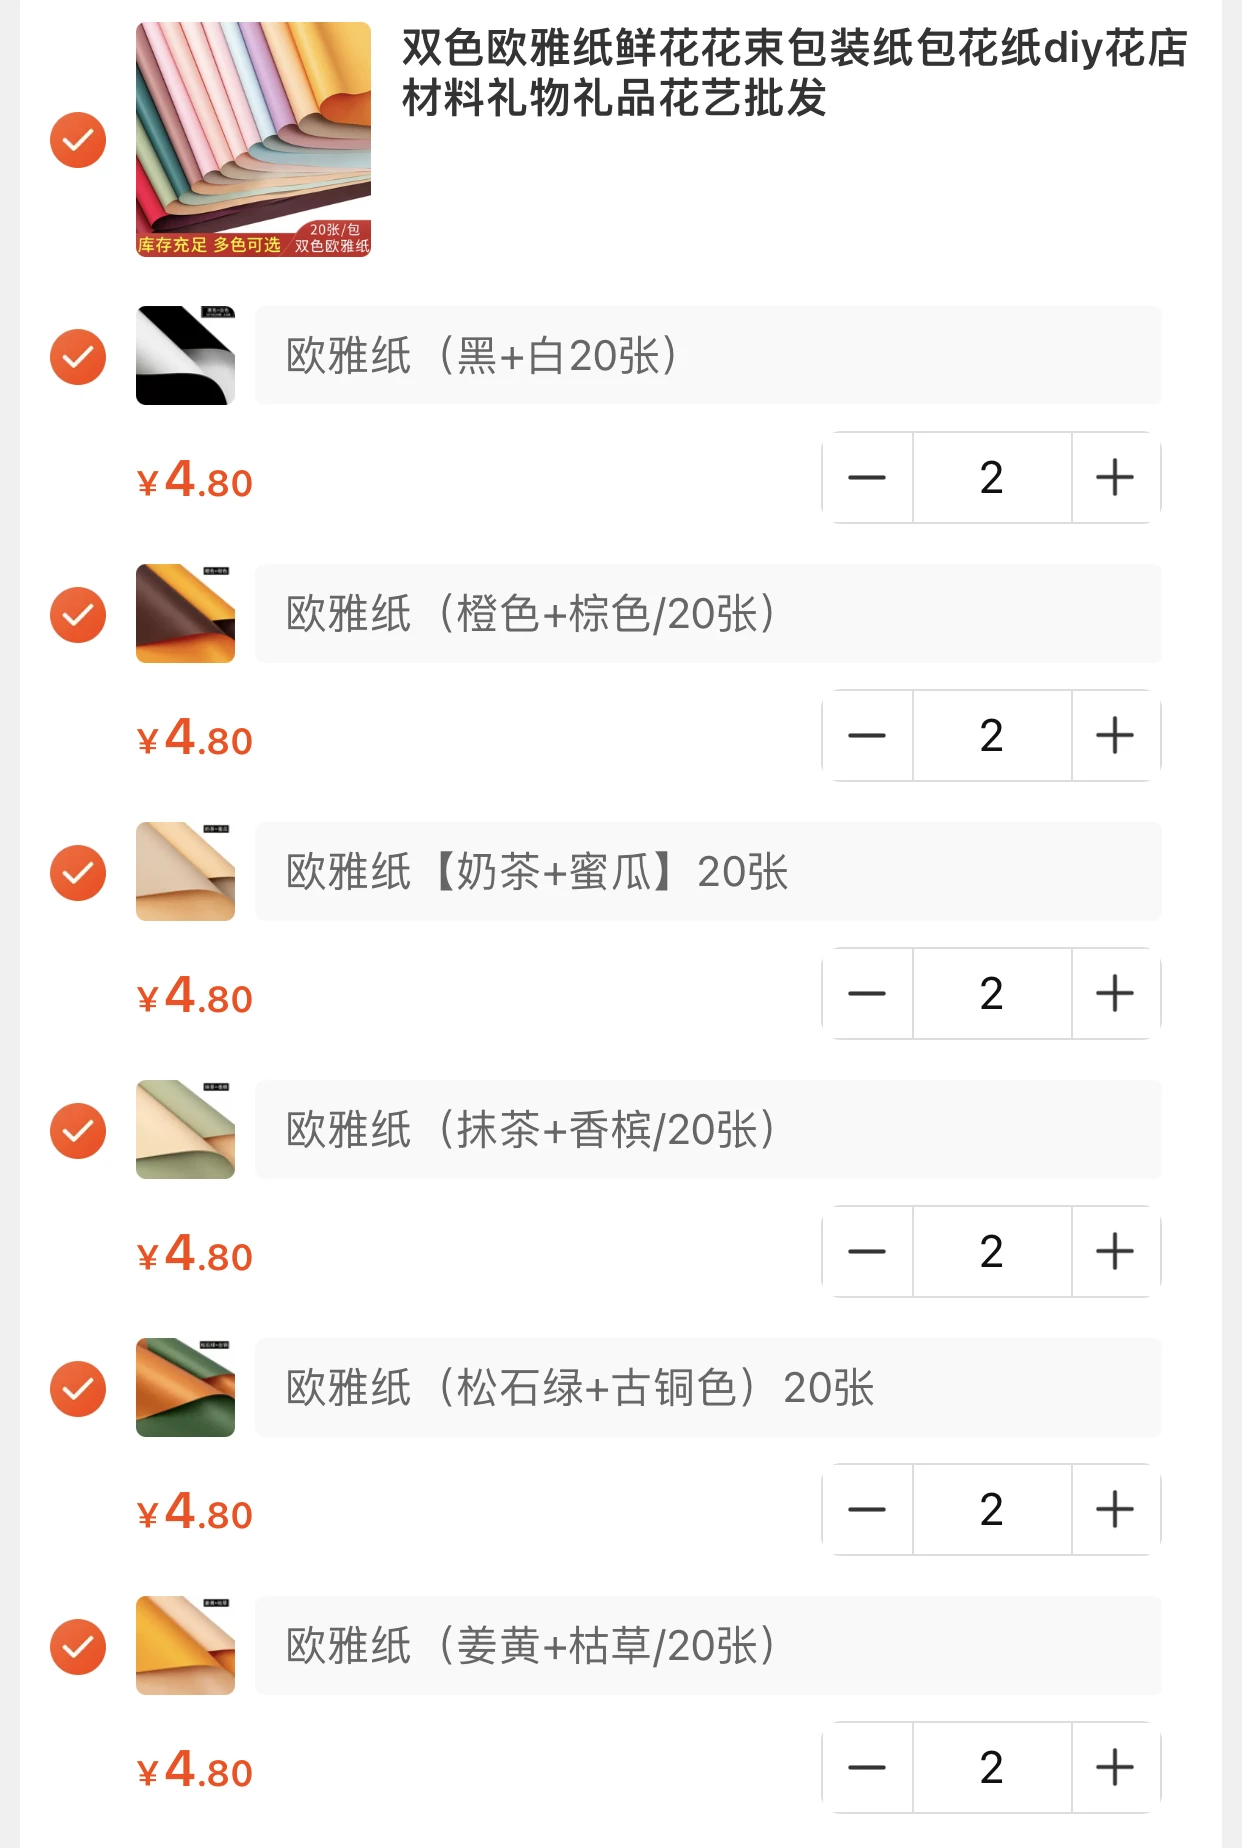 双色欧雅纸鲜花花束包装纸包花纸diy花店
材料礼物礼品花艺批发
20张/包
库存充足 多色可选
双色欧雅纸
欧雅纸（黑+白20张）
¥4.80
2
欧雅纸（橙色+棕色/20张）
¥4.80
2
欧雅纸【奶茶+蜜瓜】20张
¥4.80
2
欧雅纸（抹茶+香槟/20张）
¥4.80
2
欧雅纸（松石绿+古铜色）20张
¥4.80
2
欧雅纸（姜黄+枯草/20张）
¥4.80
2